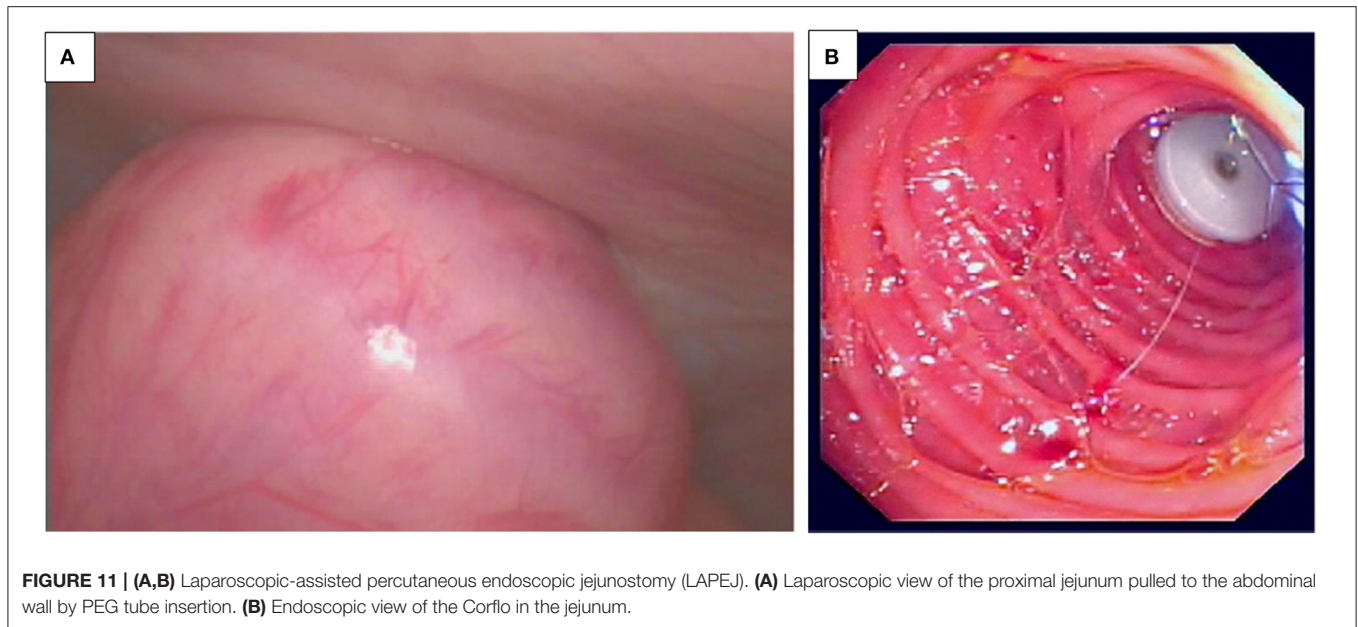 A
B
FIGURE 11 | (A,B) Laparoscopic-assisted percutaneous endoscopic jejunostomy (LAPEJ). (A) Laparoscopic view of the proximal jejunum pulled to the abdominal
wall by PEG tube insertion. (B) Endoscopic view of the Corflo in the jejunum.